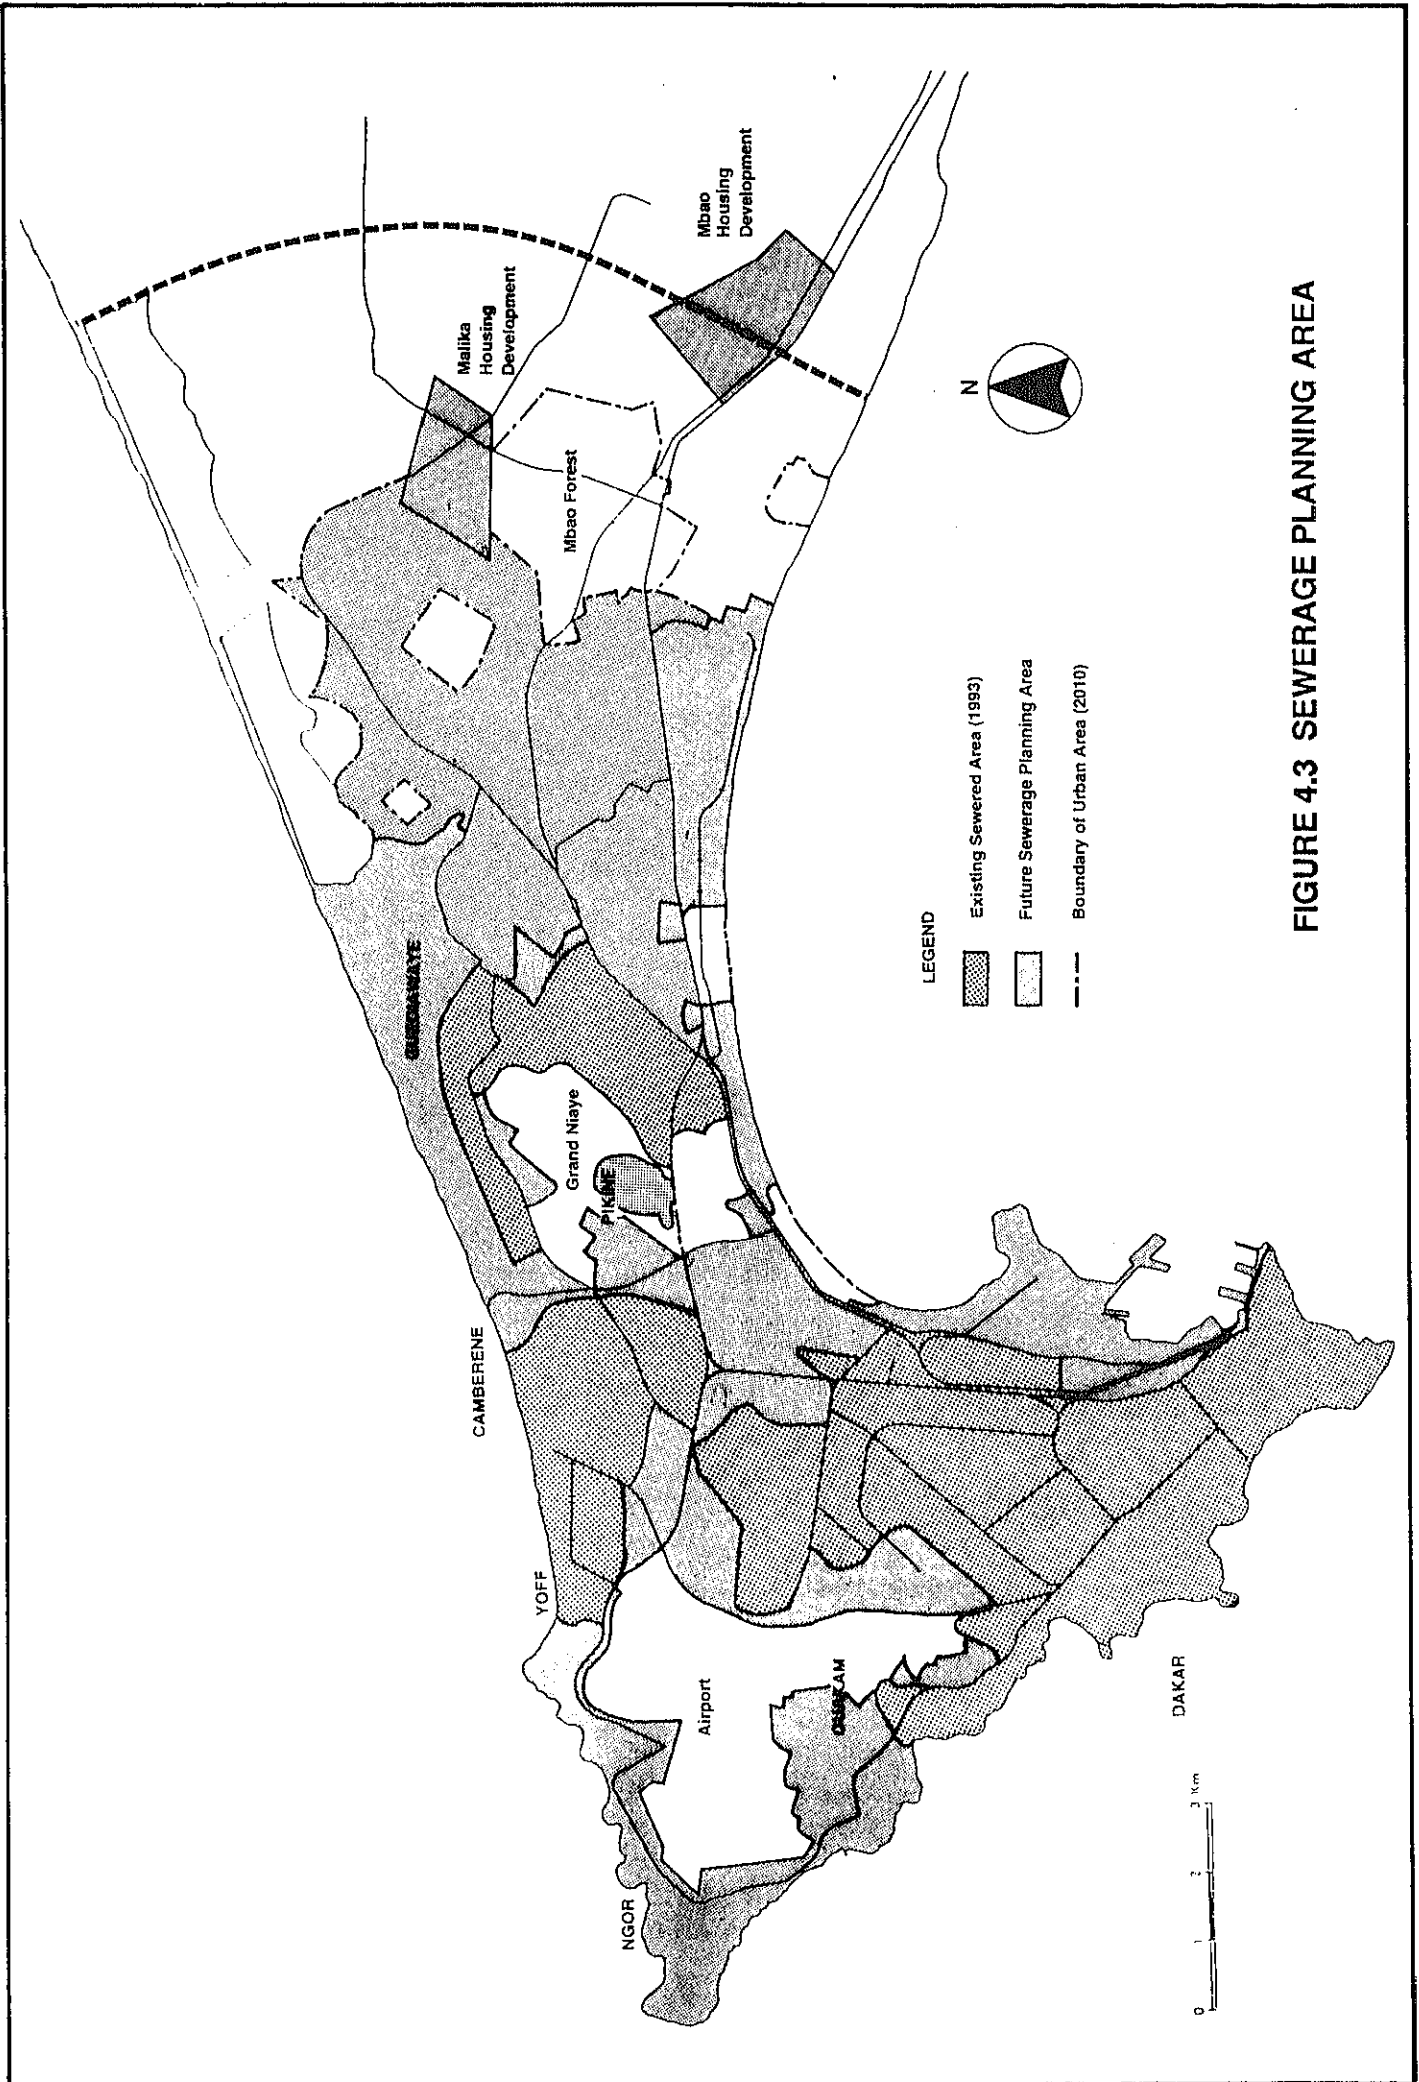 Malika
Housing
Development
Mbao
Housing
Development
Mbao Forest
GUEDIAWAYE
Grand Niaye
PIKINE
CAMBERENE
YOFF
Airport
NGOR
DAKAR
N
LEGEND
Existing Sewered Area (1993)
Future Sewerage Planning Area
Boundary of Urban Area (2010)
0 1 2 3 Km
FIGURE 4.3 SEWERAGE PLANNING AREA